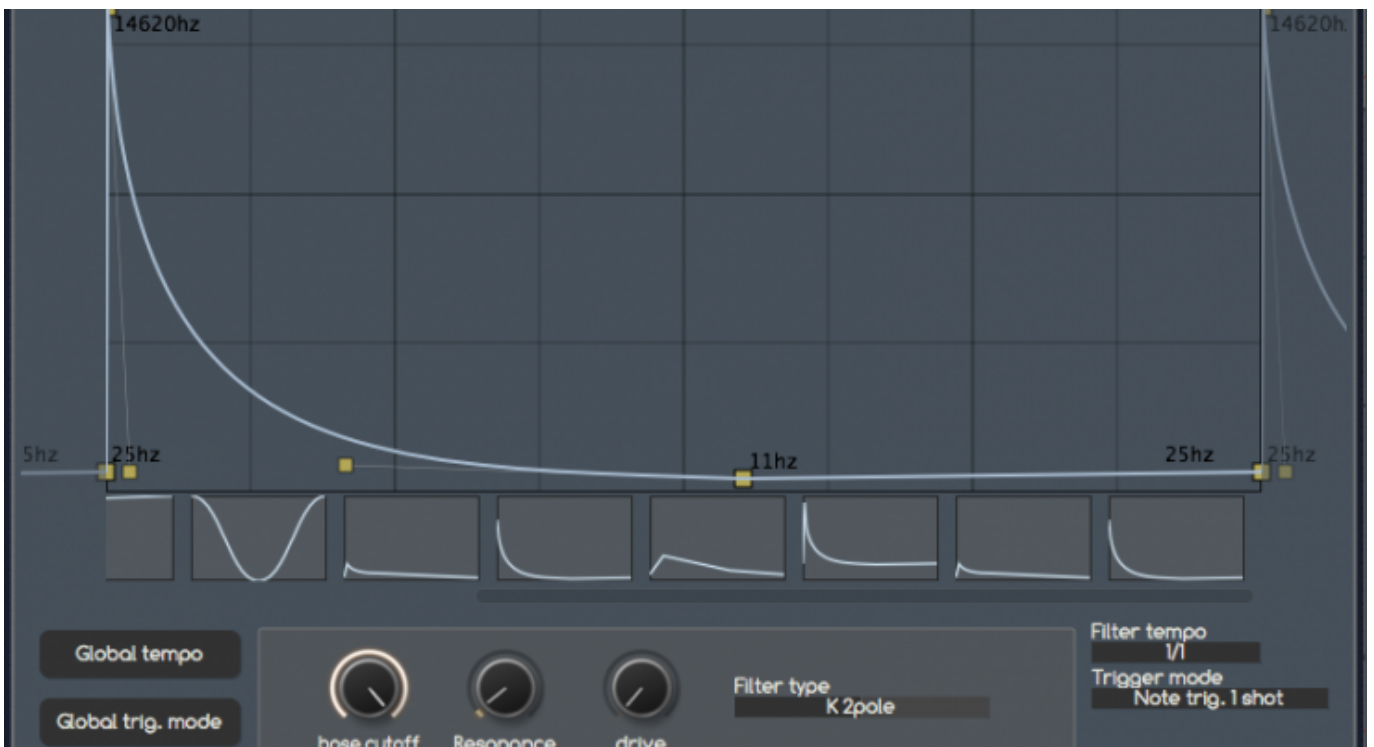 14620hz
14620h
5hz
25hz
11hz
25hz
25hz
Global tempo
Global trig. mode
base cutoff
Resonance
drive
Filter type
K 2pole
Filter tempo
1/1
Trigger mode
Note trig. 1 shot